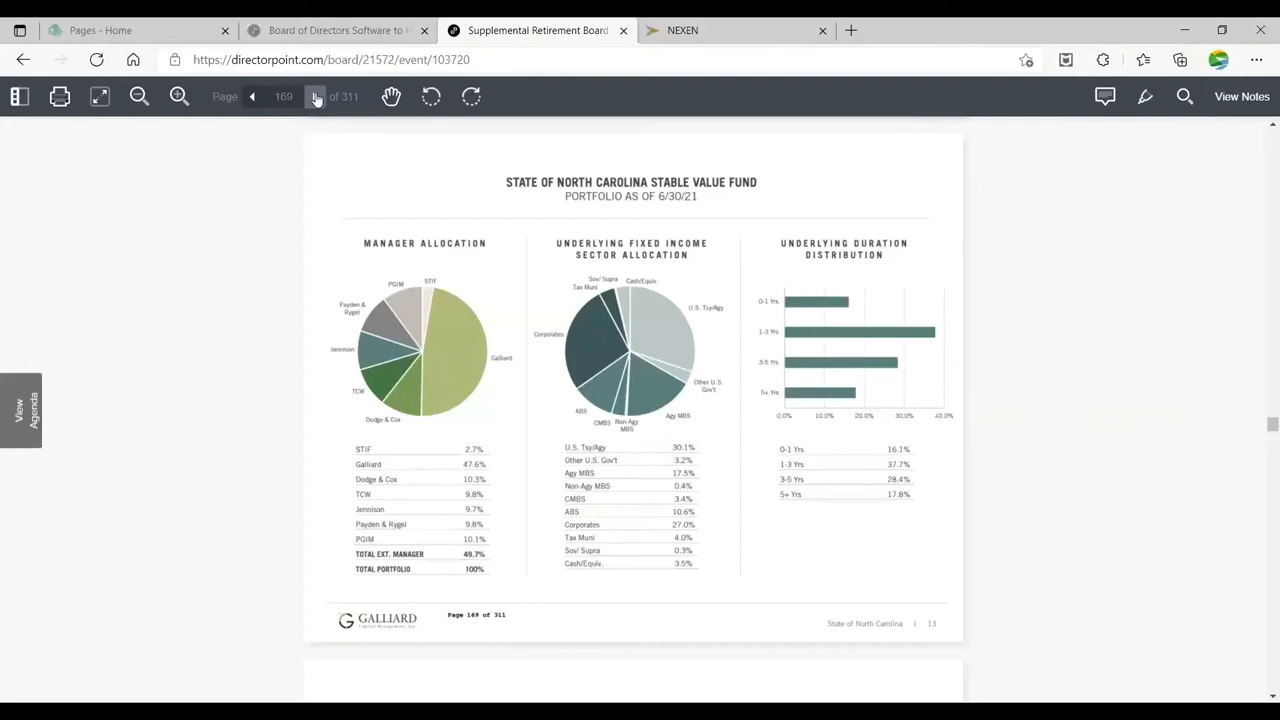 Pages - Home
Board of Directors Software to H
Supplemental Retirement Board
NEXEN
https://directorpoint.com/board/21572/event/103720
Page 169 of 311
View Notes
View Agenda
STATE OF NORTH CAROLINA STABLE VALUE FUND
PORTFOLIO AS OF 6/30/21
MANAGER ALLOCATION
STIF
PGIM
Payden &
Rygel
Jennison
Galliard
TCW
Dodge & Cox
STIF 2.7%
Galliard 47.6%
Dodge & Cox 10.3%
TCW 9.8%
Jennison 9.7%
Payden & Rygel 9.8%
PGIM 10.1%
TOTAL EXT. MANAGER 49.7%
TOTAL PORTFOLIO 100%
UNDERLYING FIXED INCOME
SECTOR ALLOCATION
Sov/ Supra
Cash/Equiv.
Tax Muni
U.S. Tsy/Agy
Corporates
Other U.S.
Gov't
ABS
Agy MBS
CMBS
Non-Agy
MBS
U.S. Tsy/Agy 30.1%
Other U.S. Gov't 3.2%
Agy MBS 17.5%
Non-Agy MBS 0.4%
CMBS 3.4%
ABS 10.6%
Corporates 27.0%
Tax Muni 4.0%
Sov/ Supra 0.3%
Cash/Equiv. 3.5%
UNDERLYING DURATION
DISTRIBUTION
0-1 Yrs
1-3 Yrs
3-5 Yrs
5+ Yrs
0.0% 10.0% 20.0% 30.0% 40.0%
0-1 Yrs 16.1%
1-3 Yrs 37.7%
3-5 Yrs 28.4%
5+ Yrs 17.8%
GALLIARD
Capital Management, Inc.
Page 169 of 311
State of North Carolina | 13